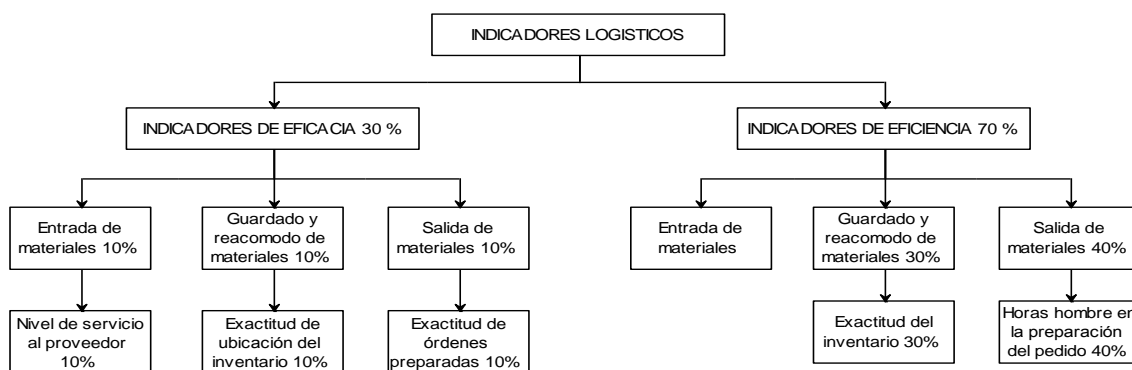 INDICADORES LOGISTICOS
INDICADORES DE EFICACIA 30 %
INDICADORES DE EFICIENCIA 70 %
Entrada de
materiales 10%
Guardado y
reacomodo de
materiales 10%
Salida de
materiales 10%
Entrada de
materiales
Guardado y
reacomodo de
materiales 30%
Salida de
materiales 40%
Nivel de servicio
al proveedor
10%
Exactitud de
ubicación del
inventario 10%
Exactitud de
órdenes
preparadas 10%
Exactitud del
inventario 30%
Horas hombre en
la preparación
del pedido 40%